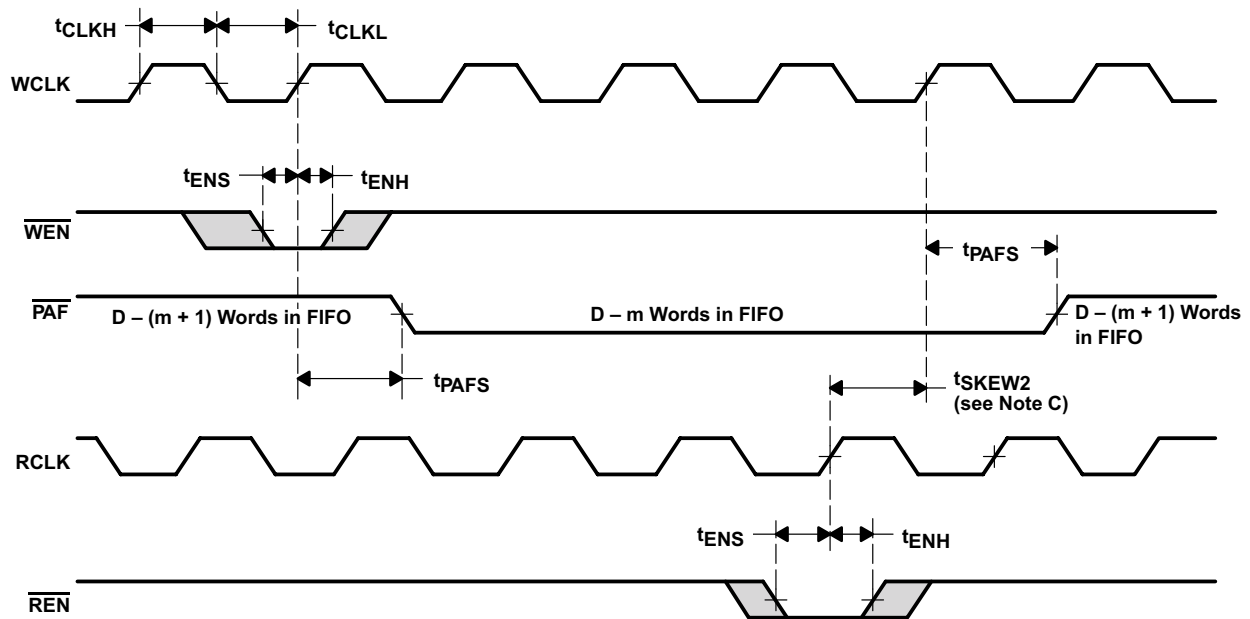 tCLKH
tCLKL
WCLK
tENS
tENH
WEN
tPAFS
PAF
D – (m + 1) Words in FIFO
D – m Words in FIFO
D – (m + 1) Words
in FIFO
tPAFS
tSKEW2
(see Note C)
RCLK
tENS
tENH
REN